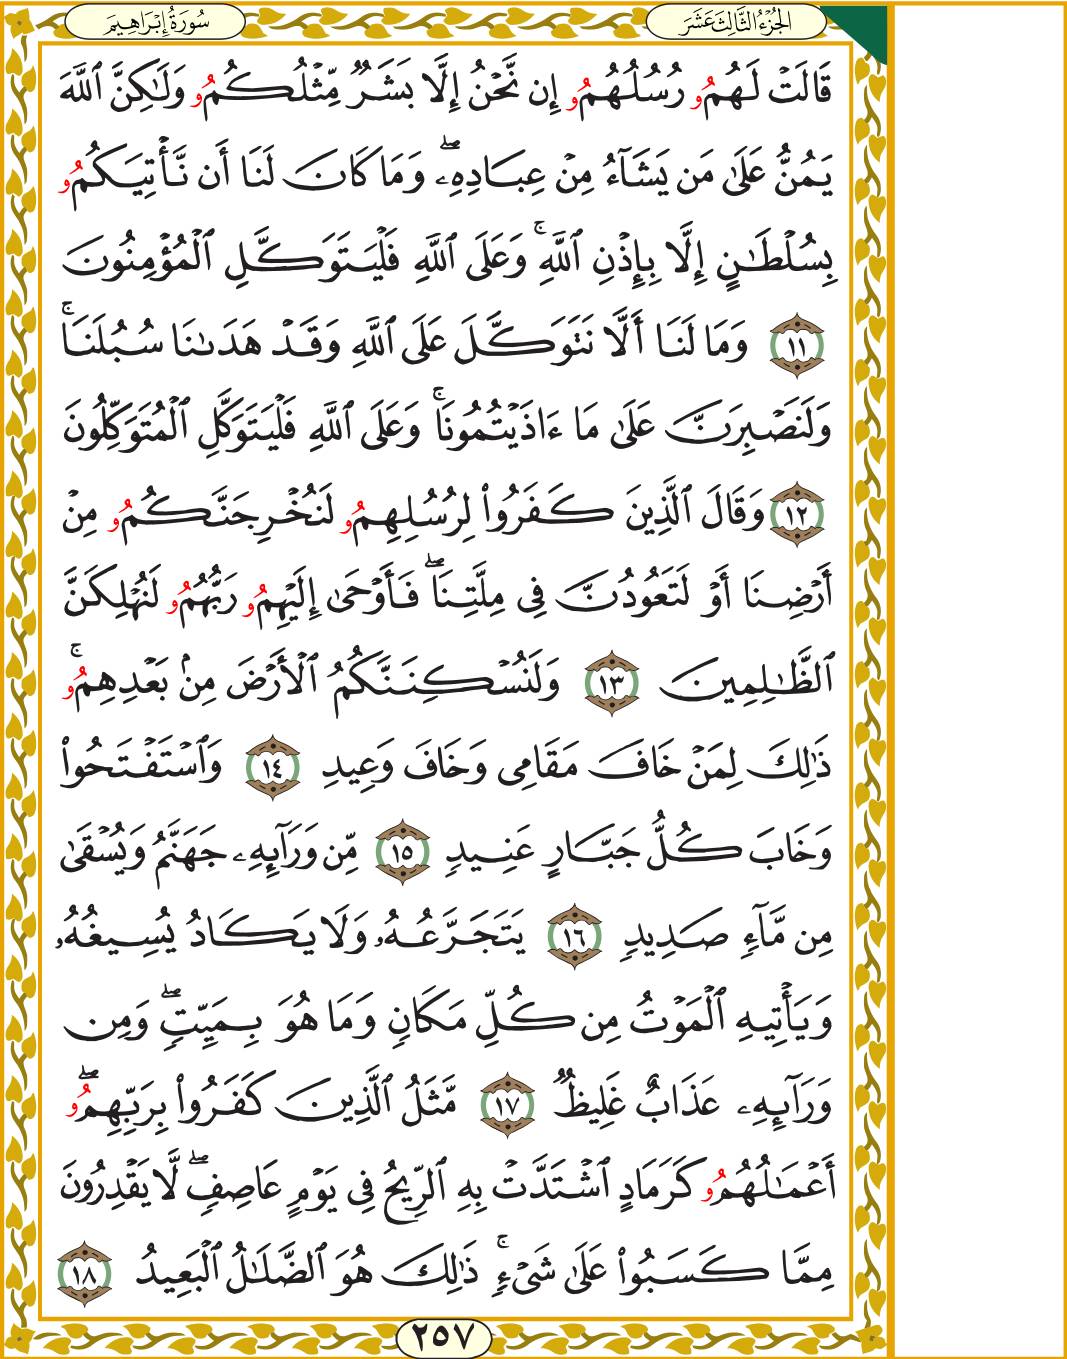 الجُزْءُ الثَّالِثَ عَشَرَ
سُورَةُ إِبْرَاهِيمَ
قَالَتْ لَهُمُۥ رُسُلُهُمُۥ إِن نَّحْنُ إِلَّا بَشَرٌ مِّثْلُكُمُۥ وَلَٰكِنَّ ٱللَّهَ
يَمُنُّ عَلَىٰ مَن يَشَآءُ مِنْ عِبَادِهِۦۖ وَمَا كَانَ لَنَا أَن نَّأْتِيَكُمُۥ
بِسُلْطَٰنٍ إِلَّا بِإِذْنِ ٱللَّهِۚ وَعَلَى ٱللَّهِ فَلْيَتَوَكَّلِ ٱلْمُؤْمِنُونَ
١١ وَمَا لَنَا أَلَّا نَتَوَكَّلَ عَلَى ٱللَّهِ وَقَدْ هَدَىٰنَا سُبُلَنَاۚ
وَلَنَصْبِرَنَّ عَلَىٰ مَا ءَاذَيْتُمُونَاۚ وَعَلَى ٱللَّهِ فَلْيَتَوَكَّلِ ٱلْمُتَوَكِّلُونَ
١٢ وَقَالَ ٱلَّذِينَ كَفَرُوا۟ لِرُسُلِهِمُۥ لَنُخْرِجَنَّكُمُۥ مِنْ
أَرْضِنَا أَوْ لَتَعُودُنَّ فِى مِلَّتِنَاۖ فَأَوْحَىٰ إِلَيْهِمُۥ رَبُّهُمُۥ لَنُهْلِكَنَّ
ٱلظَّٰلِمِينَ ١٣ وَلَنُسْكِنَنَّكُمُ ٱلْأَرْضَ مِنۢ بَعْدِهِمُۥۚ
ذَٰلِكَ لِمَنْ خَافَ مَقَامِى وَخَافَ وَعِيدِ ١٤ وَٱسْتَفْتَحُوا۟
وَخَابَ كُلُّ جَبَّارٍ عَنِيدٍ ١٥ مِّن وَرَآئِهِۦ جَهَنَّمُ وَيُسْقَىٰ
مِن مَّآءٍ صَدِيدٍ ١٦ يَتَجَرَّعُهُۥ وَلَا يَكَادُ يُسِيغُهُۥ
وَيَأْتِيهِ ٱلْمَوْتُ مِن كُلِّ مَكَانٍ وَمَا هُوَ بِمَيِّتٍۖ وَمِن
وَرَآئِهِۦ عَذَابٌ غَلِيظٌ ١٧ مَّثَلُ ٱلَّذِينَ كَفَرُوا۟ بِرَبِّهِمُۥۖ
أَعْمَٰلُهُمُۥ كَرَمَادٍ ٱشْتَدَّتْ بِهِ ٱلرِّيحُ فِى يَوْمٍ عَاصِفٍۖ لَّا يَقْدِرُونَ
مِمَّا كَسَبُوا۟ عَلَىٰ شَىْءٍۚ ذَٰلِكَ هُوَ ٱلضَّلَٰلُ ٱلْبَعِيدُ ١٨
٢٥٧